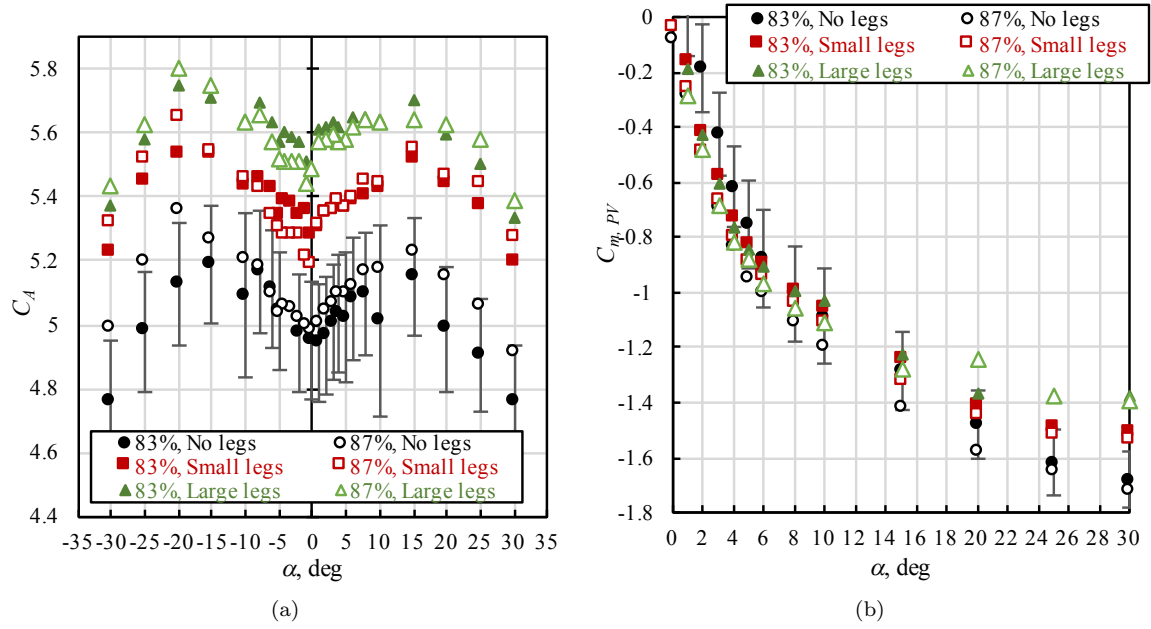 5.8
5.6
5.4
5.2
5
4.8
4.6
4.4
C_A
83%, No legs 87%, No legs
83%, Small legs 87%, Small legs
83%, Large legs 87%, Large legs
-35 -30 -25 -20 -15 -10 -5 0 5 10 15 20 25 30 35
α, deg
(a)
83%, No legs 87%, No legs
83%, Small legs 87%, Small legs
83%, Large legs 87%, Large legs
0
-0.2
-0.4
-0.6
-0.8
-1
-1.2
-1.4
-1.6
-1.8
C_m,PV
0 2 4 6 8 10 12 14 16 18 20 22 24 26 28 30
α, deg
(b)